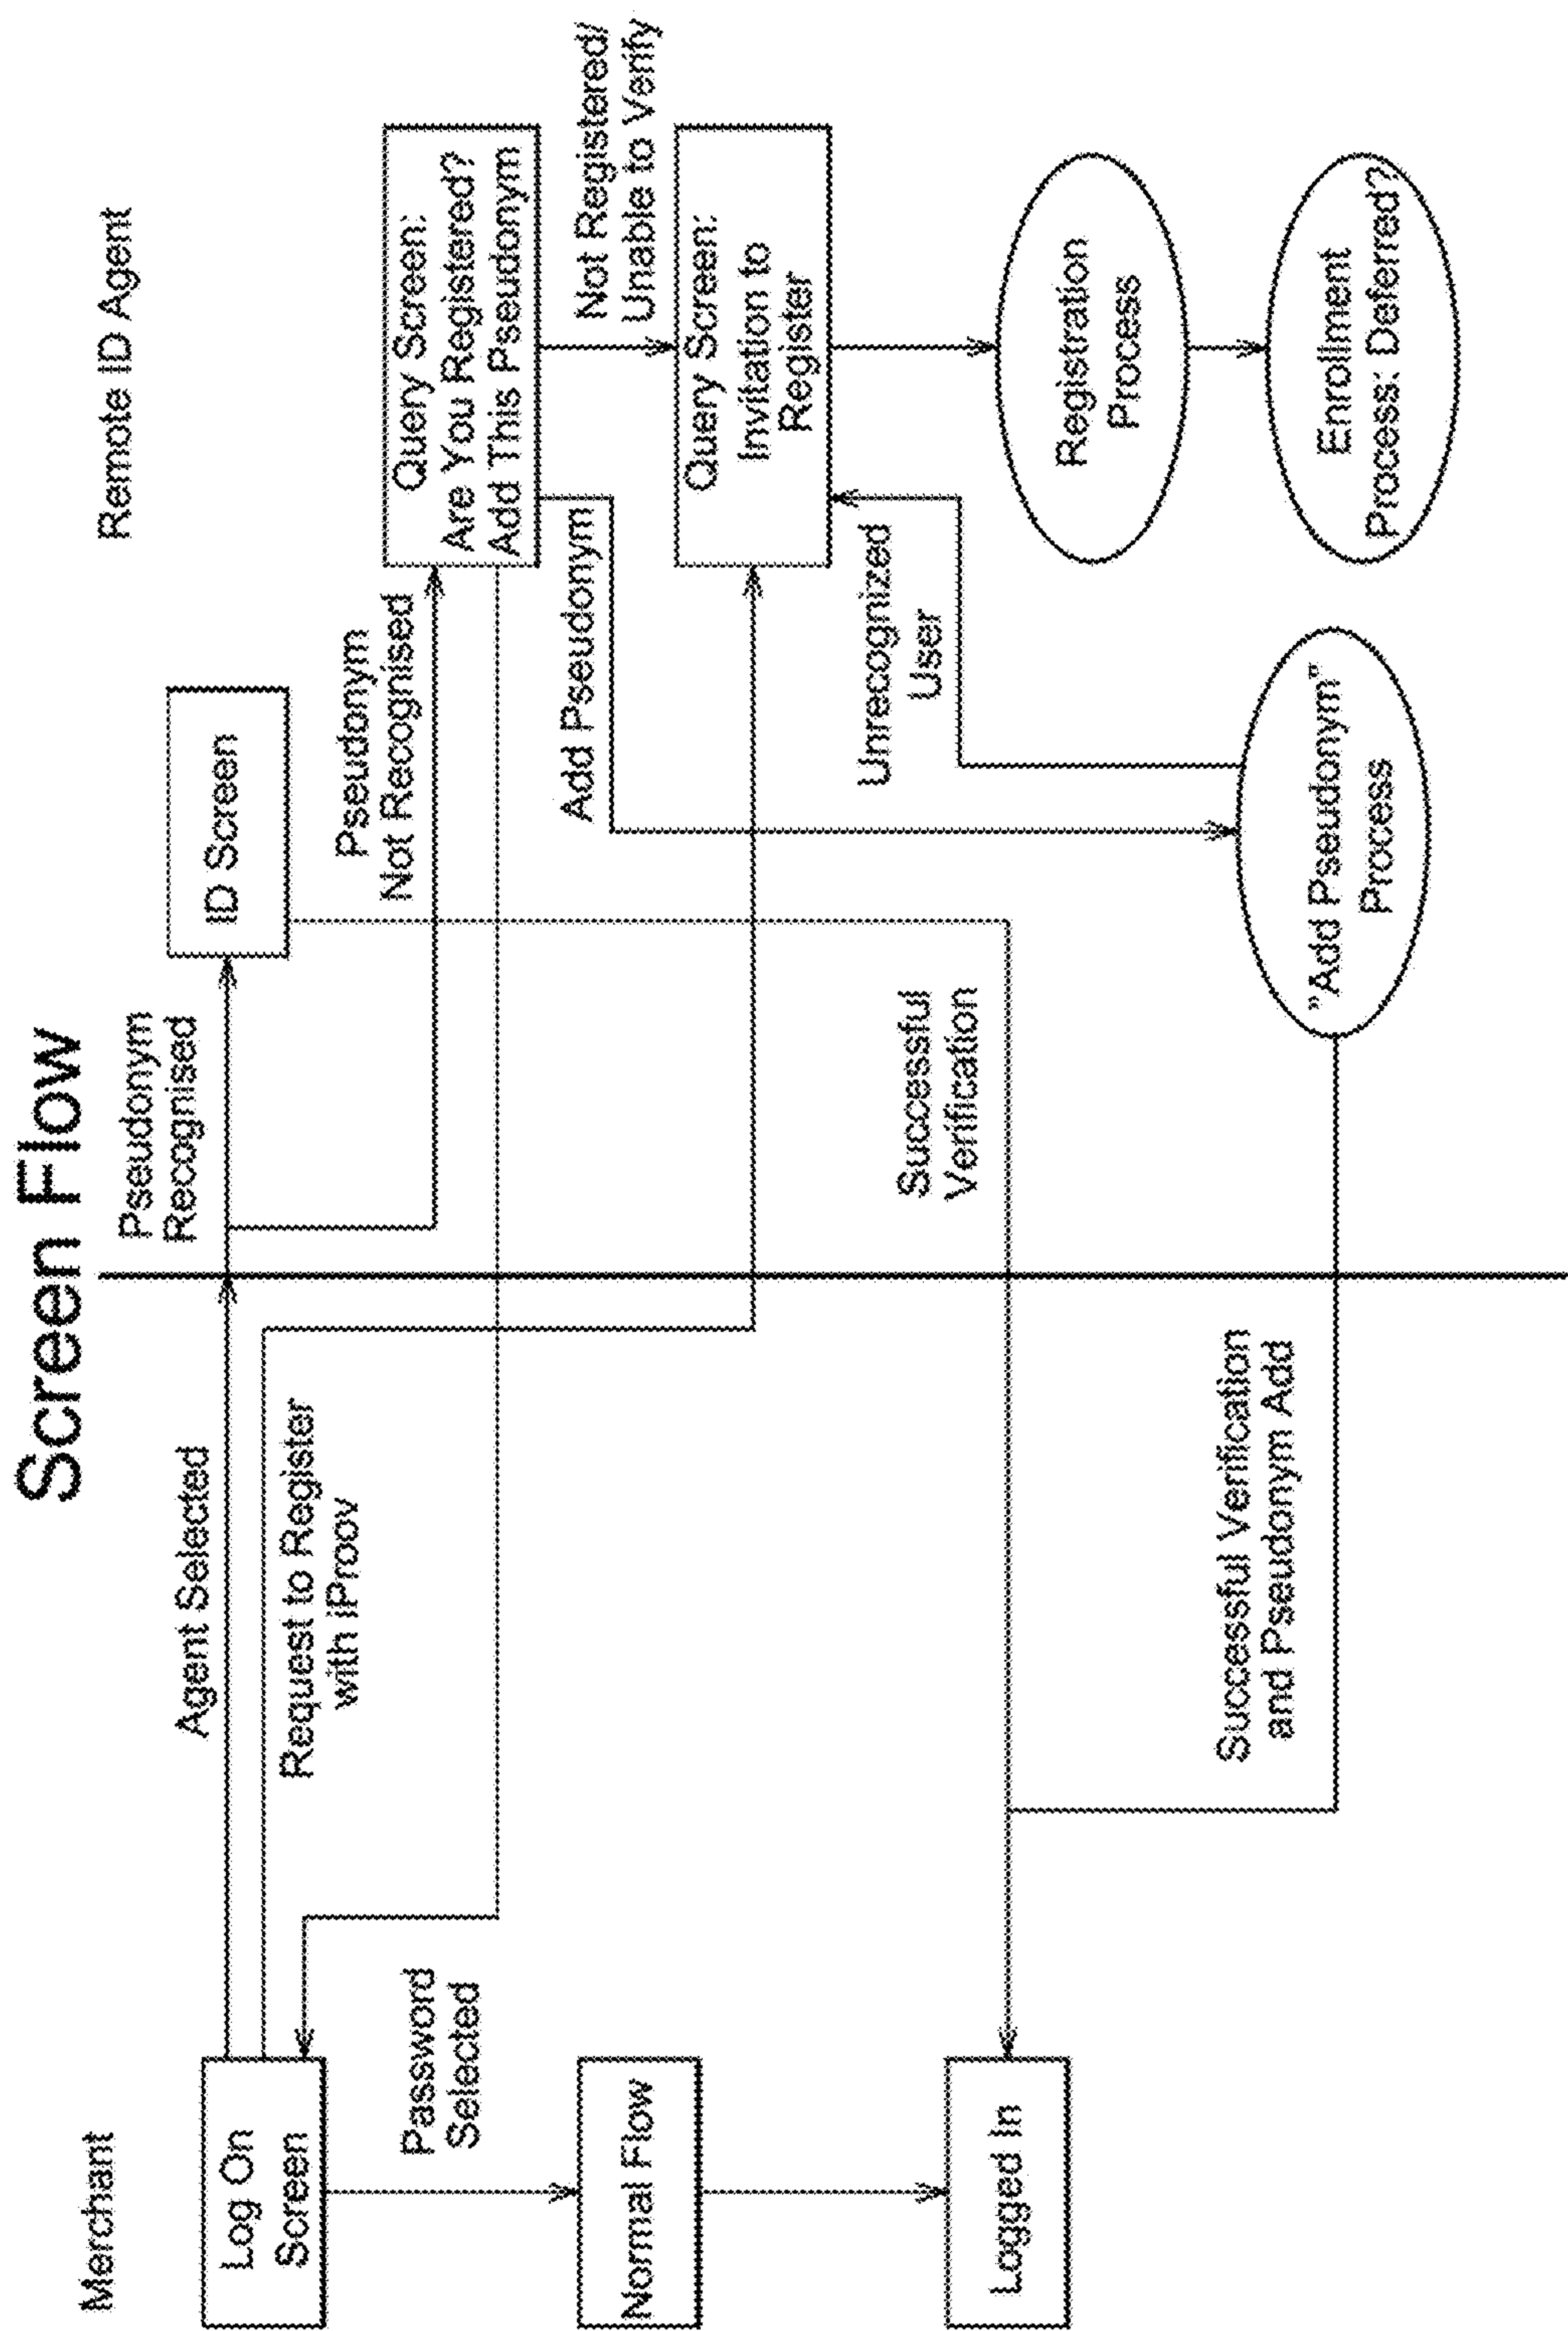 Screen Flow
Merchant
Remote ID Agent
Log On
Screen
Agent Selected
Pseudonym
Recognised
ID Screen
Request to Register
with iProov
Pseudonym
Not Recognised
Query Screen:
Are You Registered?
Add This Pseudonym
Password
Selected
Add Pseudonym
Not Registered/
Unable to Verify
Normal Flow
Query Screen:
Invitation to
Register
Successful
Verification
Unrecognized
User
Logged In
Registration
Process
Successful Verification
and Pseudonym Add
"Add Pseudonym"
Process
Enrollment
Process: Deferred?